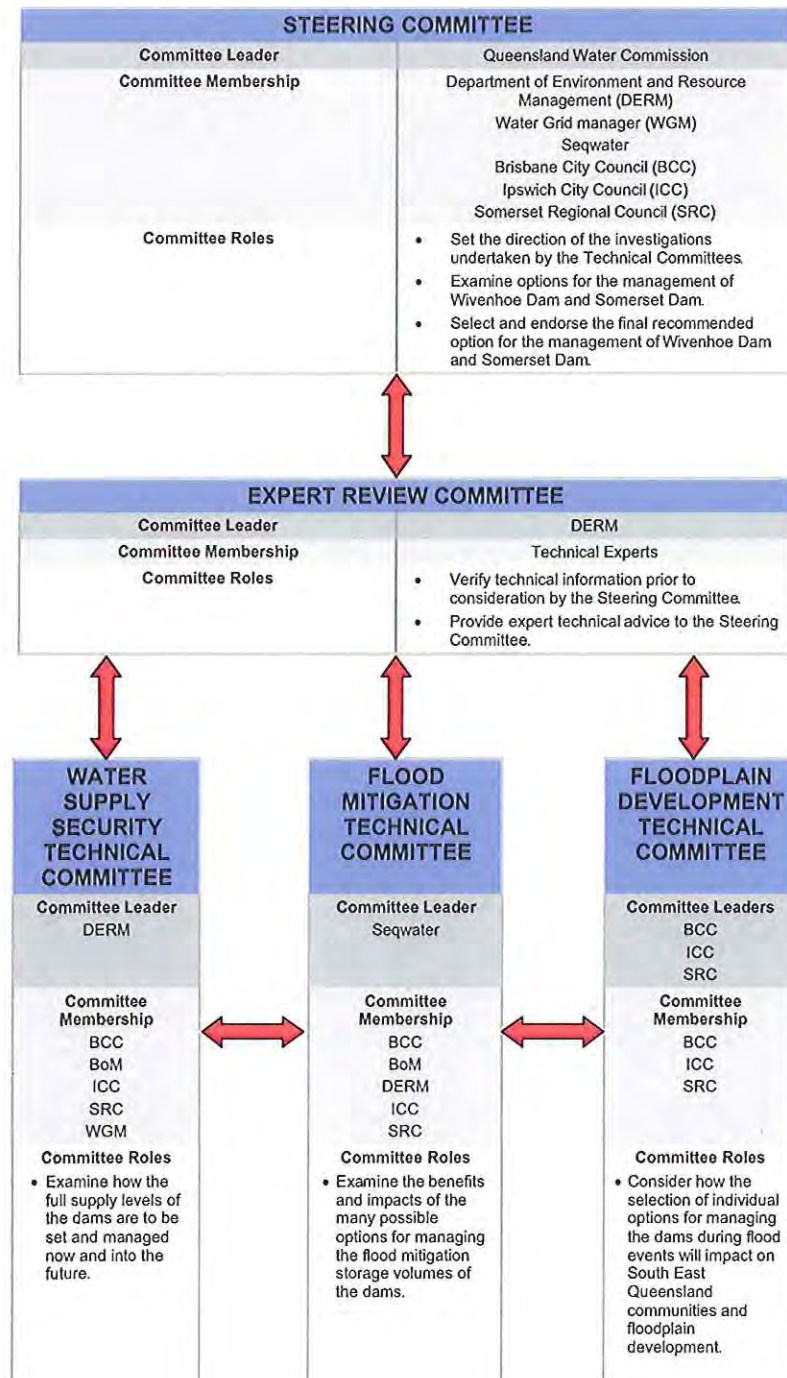 STEERING COMMITTEE
Committee Leader
Queensland Water Commission
Committee Membership
Department of Environment and Resource
Management (DERM)
Water Grid manager (WGM)
Seqwater
Brisbane City Council (BCC)
Ipswich City Council (ICC)
Somerset Regional Council (SRC)
Committee Roles
• Set the direction of the investigations
undertaken by the Technical Committees.
• Examine options for the management of
Wivenhoe Dam and Somerset Dam.
• Select and endorse the final recommended
option for the management of Wivenhoe Dam
and Somerset Dam.
EXPERT REVIEW COMMITTEE
Committee Leader
DERM
Committee Membership
Technical Experts
Committee Roles
• Verify technical information prior to
consideration by the Steering Committee.
• Provide expert technical advice to the Steering
Committee.
WATER
SUPPLY
SECURITY
TECHNICAL
COMMITTEE
Committee Leader
DERM
Committee
Membership
BCC
BoM
ICC
SRC
WGM
Committee Roles
• Examine how the
full supply levels of
the dams are to be
set and managed
now and into the
future.
FLOOD
MITIGATION
TECHNICAL
COMMITTEE
Committee Leader
Seqwater
Committee
Membership
BCC
BoM
DERM
ICC
SRC
Committee Roles
• Examine the benefits
and impacts of the
many possible
options for managing
the flood mitigation
storage volumes of
the dams.
FLOODPLAIN
DEVELOPMENT
TECHNICAL
COMMITTEE
Committee Leaders
BCC
ICC
SRC
Committee
Membership
BCC
ICC
SRC
Committee Roles
• Consider how the
selection of individual
options for managing
the dams during flood
events will impact on
South East
Queensland
communities and
floodplain
development.